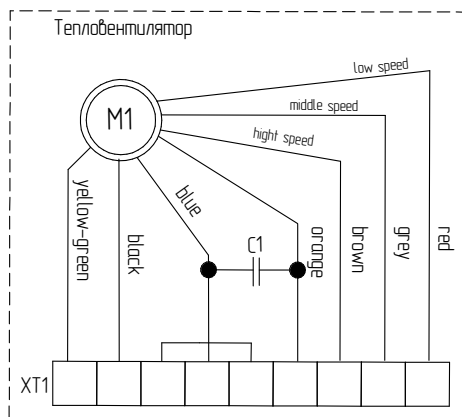 Тепловентилятор
low speed
M1
middle speed
hight speed
yellow-green
black
blue
C1
orange
brown
grey
red
XT1